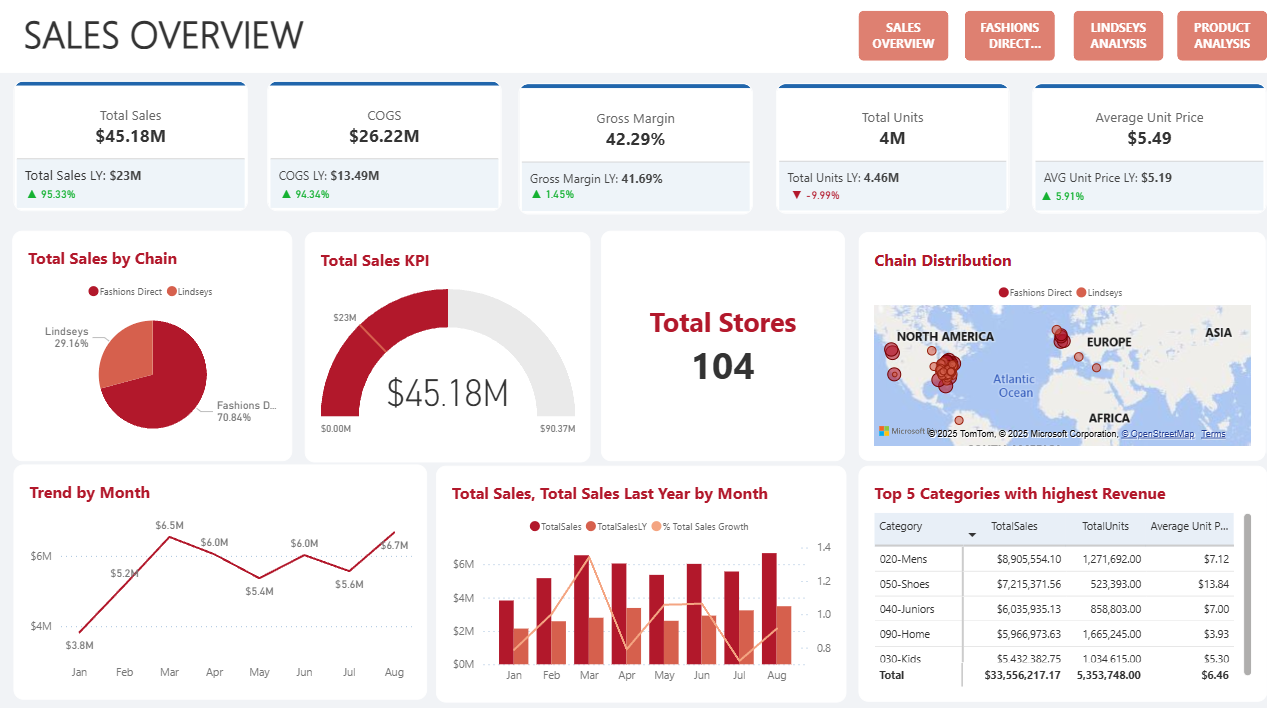 SALES OVERVIEW
SALES
OVERVIEW
FASHIONS
DIRECT...
LINDSEYS
ANALYSIS
PRODUCT
ANALYSIS
Total Sales
$45.18M
Total Sales LY: $23M
▲ 95.33%
COGS
$26.22M
COGS LY: $13.49M
▲ 94.34%
Gross Margin
42.29%
Gross Margin LY: 41.69%
▲ 1.45%
Total Units
4M
Total Units LY: 4.46M
▼ -9.99%
Average Unit Price
$5.49
AVG Unit Price LY: $5.19
▲ 5.91%
Total Sales by Chain
Fashions Direct Lindseys
Lindseys
29.16%
Fashions D...
70.84%
Total Sales KPI
$23M
$45.18M
$0.00M $90.37M
Total Stores
104
Chain Distribution
Fashions Direct Lindseys
NORTH AMERICA
EUROPE
ASIA
Atlantic
Ocean
AFRICA
Microsoft
© 2025 TomTom, © 2025 Microsoft Corporation, © OpenStreetMap Terms
Trend by Month
$6M
$4M
$3.8M
$5.2M
$6.5M
$6.0M
$5.4M
$6.0M
$5.6M
$6.7M
Jan Feb Mar Apr May Jun Jul Aug
Total Sales, Total Sales Last Year by Month
TotalSales TotalSalesLY % Total Sales Growth
$6M
$4M
$2M
$0M
1.4
1.2
1.0
0.8
Jan Feb Mar Apr May Jun Jul Aug
Top 5 Categories with highest Revenue
Category TotalSales TotalUnits Average Unit P...
020-Mens $8,905,554.10 1,271,692.00 $7.12
050-Shoes $7,215,371.56 523,393.00 $13.84
040-Juniors $6,035,935.13 858,803.00 $7.00
090-Home $5,966,973.63 1,665,245.00 $3.93
030-Kids $5,432,382.75 1,034,615.00 $5.30
Total $33,556,217.17 5,353,748.00 $6.46